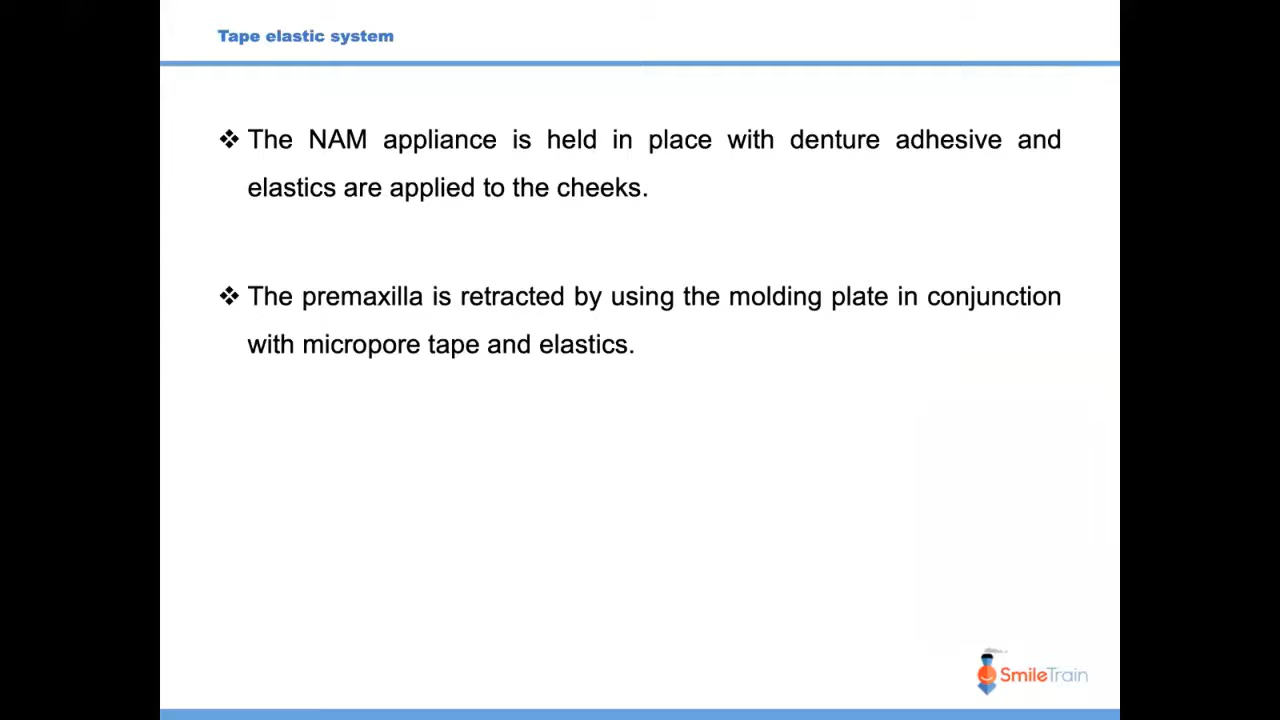 Tape elastic system
❖ The NAM appliance is held in place with denture adhesive and
elastics are applied to the cheeks.
❖ The premaxilla is retracted by using the molding plate in conjunction
with micropore tape and elastics.
SmileTrain